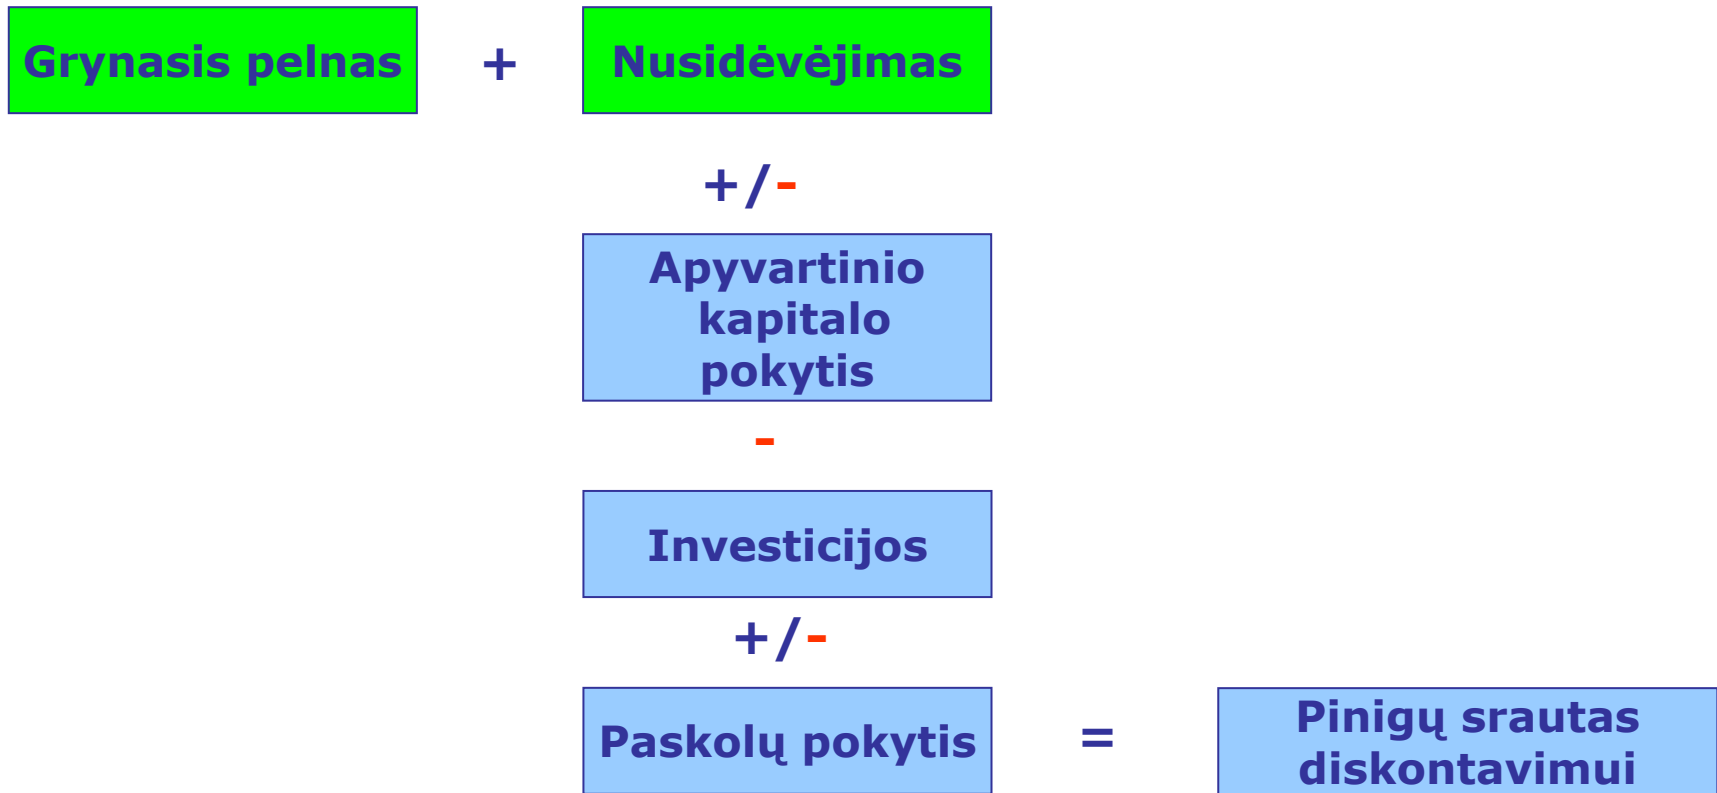 Grynasis pelnas + Nusidėvėjimas
+/-
Apyvartinio
kapitalo
pokytis
-
Investicijos
+/-
Paskolų pokytis = Pinigų srautas
diskontavimui